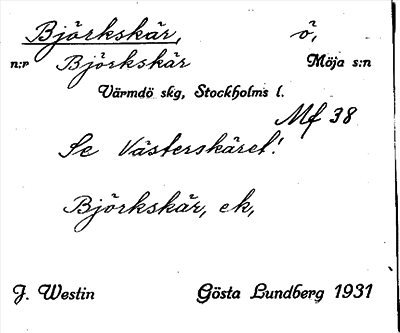 Björkskär, ö,
n:r Björkskär Möja s:n
Värmdö skg, Stockholms l.
Mf 38
Se Västerskäret!
Björkskär, ek,
J. Westin Gösta Lundberg 1931